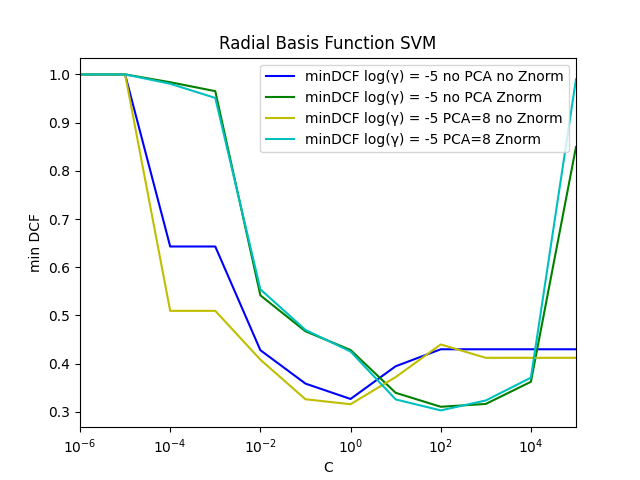 Radial Basis Function SVM
minDCF log(γ) = -5 no PCA no Znorm
minDCF log(γ) = -5 no PCA Znorm
minDCF log(γ) = -5 PCA=8 no Znorm
minDCF log(γ) = -5 PCA=8 Znorm
min DCF
1.0
0.9
0.8
0.7
0.6
0.5
0.4
0.3
10⁻⁶ 10⁻⁴ 10⁻² 10⁰ 10² 10⁴
C